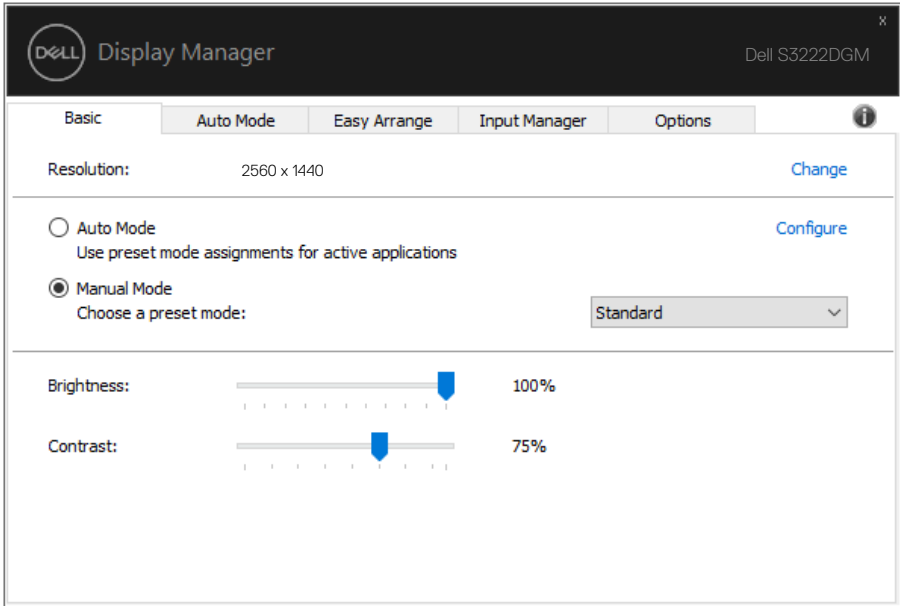 x
DELL Display Manager
Dell S3222DGM
Basic Auto Mode Easy Arrange Input Manager Options i
Resolution: 2560 x 1440 Change
Auto Mode Configure
Use preset mode assignments for active applications
Manual Mode
Choose a preset mode: Standard
Brightness: 100%
Contrast: 75%